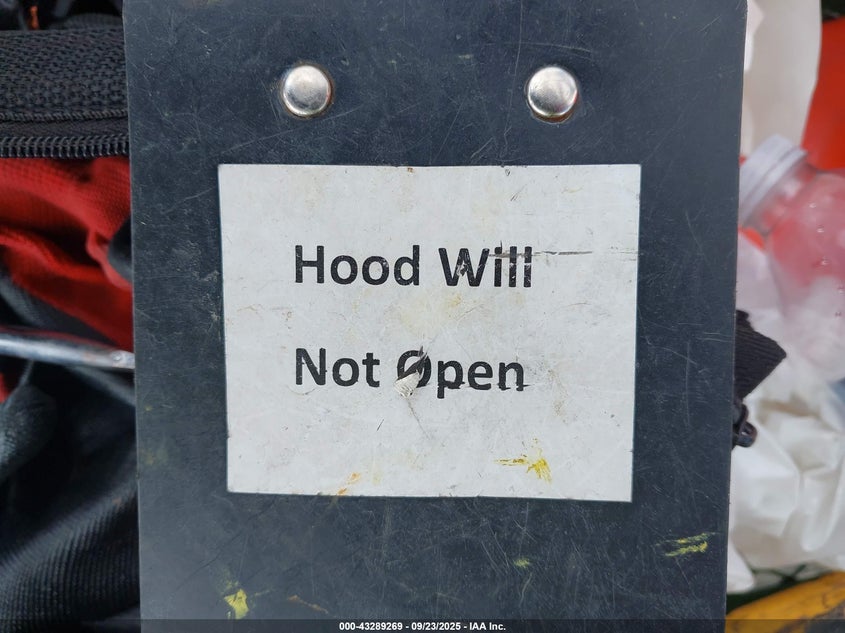 Hood Will
Not Open
000-43289269 - 09/23/2025 - IAA Inc.